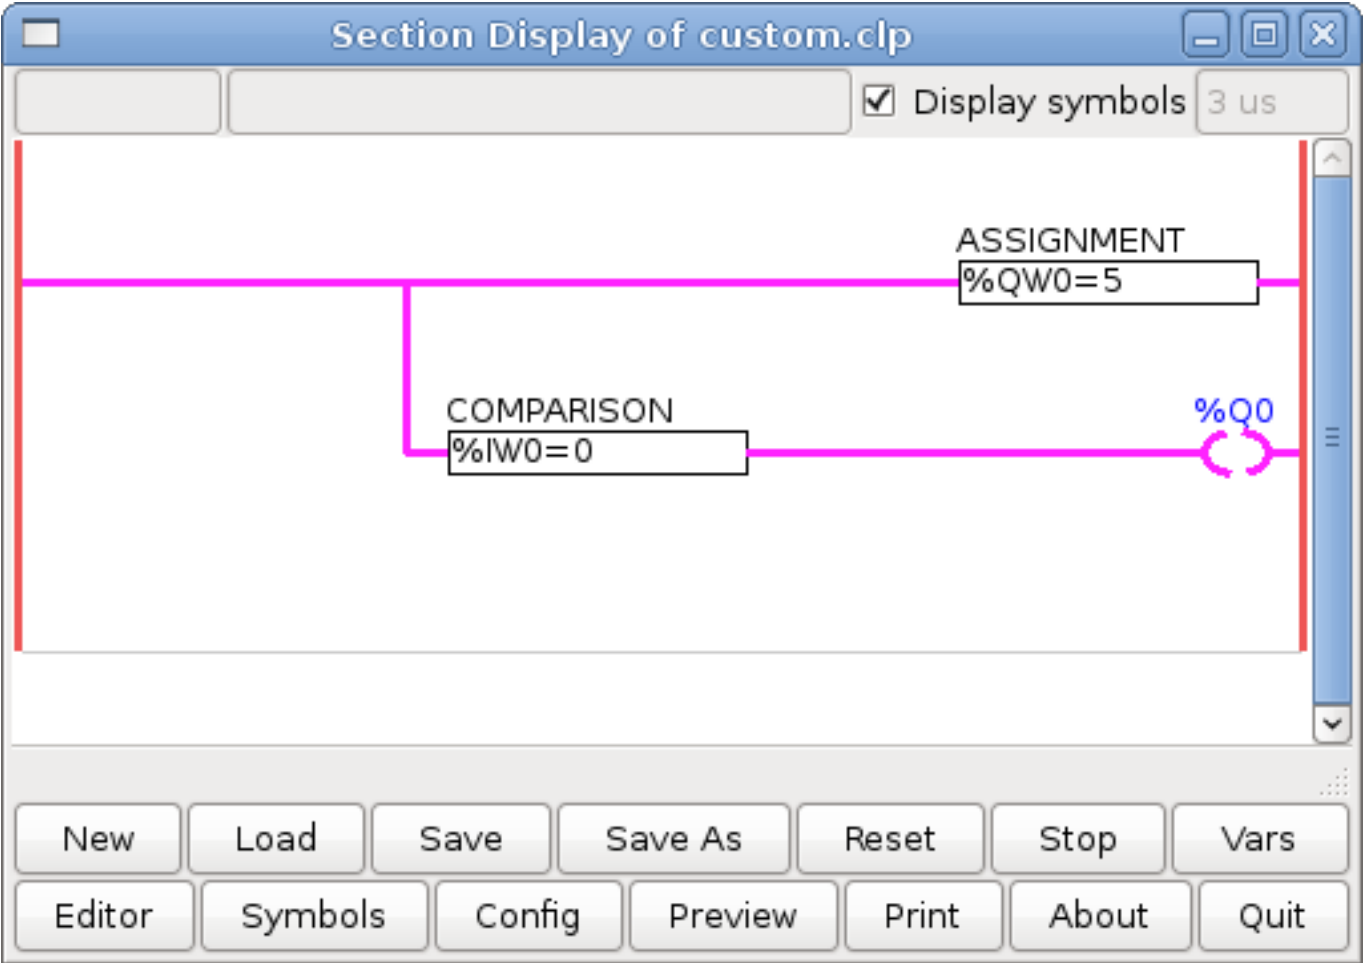 Section Display of custom.clp
Display symbols 3 us
ASSIGNMENT
%QW0=5
COMPARISON %Q0
%IW0=0
New Load Save Save As Reset Stop Vars
Editor Symbols Config Preview Print About Quit